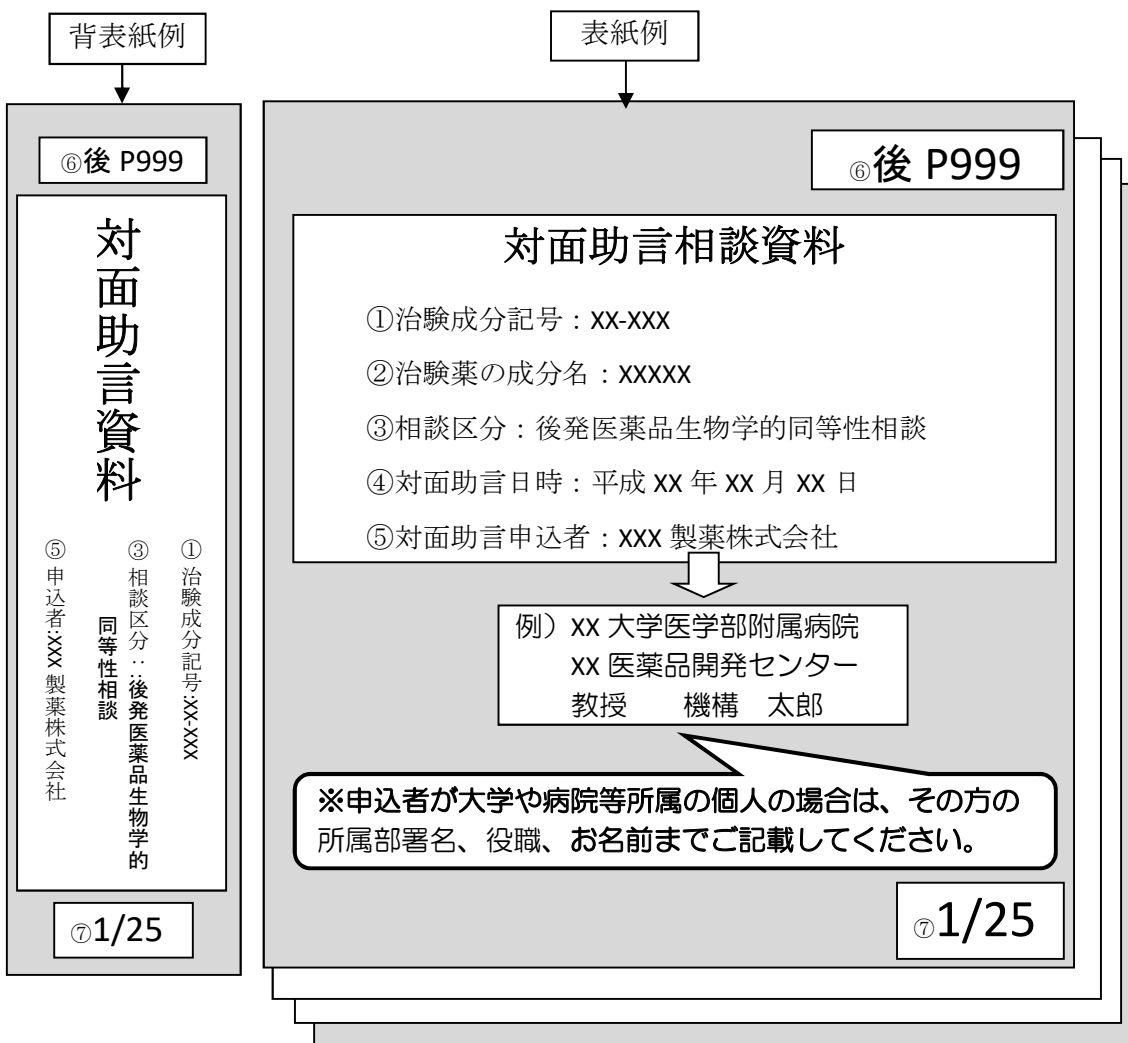 背表紙例
⑥後 P999
対面助言資料
①治験成分記号:XX-XXX
③相談区分：:後発医薬品生物学的
同等性相談
⑤申込者:XXX 製薬株式会社
⑦1/25
表紙例
⑥後 P999
対面助言相談資料
①治験成分記号：XX-XXX
②治験薬の成分名：XXXXX
③相談区分：後発医薬品生物学的同等性相談
④対面助言日時：平成 XX 年 XX 月 XX 日
⑤対面助言申込者：XXX 製薬株式会社
例）XX 大学医学部附属病院
XX 医薬品開発センター
教授　　機構　太郎
※申込者が大学や病院等所属の個人の場合は、その方の
所属部署名、役職、お名前までご記載してください。
⑦1/25